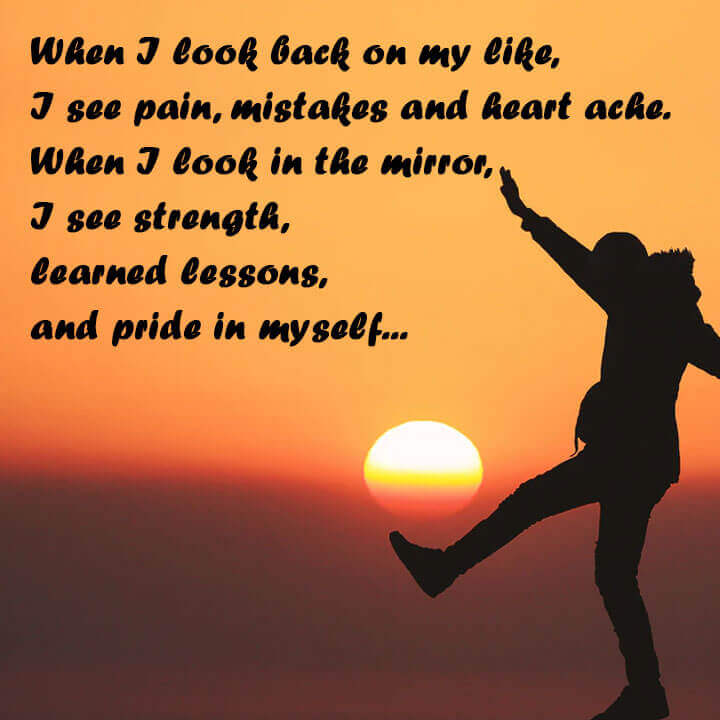 When I look back on my like,
I see pain, mistakes and heart ache.
When I look in the mirror,
I see strength,
learned lessons,
and pride in myself...